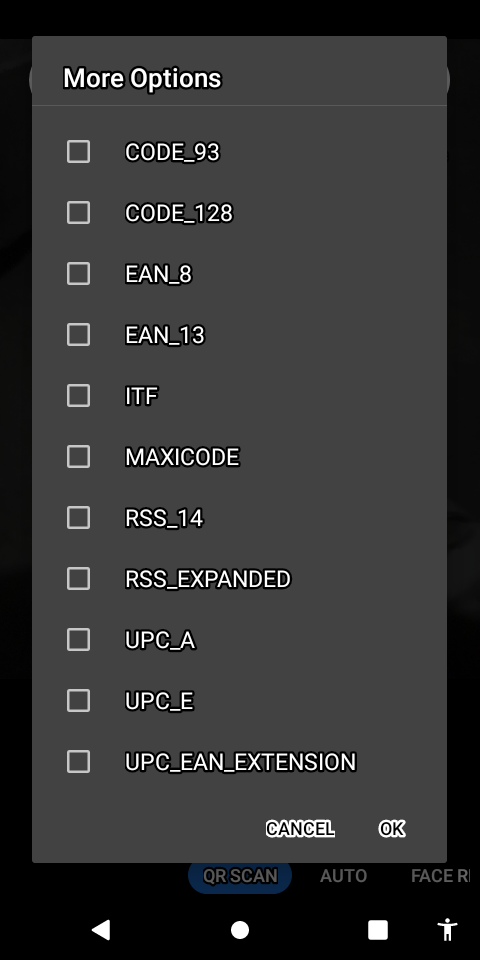 More Options
CODE_93
CODE_128
EAN_8
EAN_13
ITF
MAXICODE
RSS_14
RSS_EXPANDED
UPC_A
UPC_E
UPC_EAN_EXTENSION
CANCEL OK
QR SCAN AUTO FACE